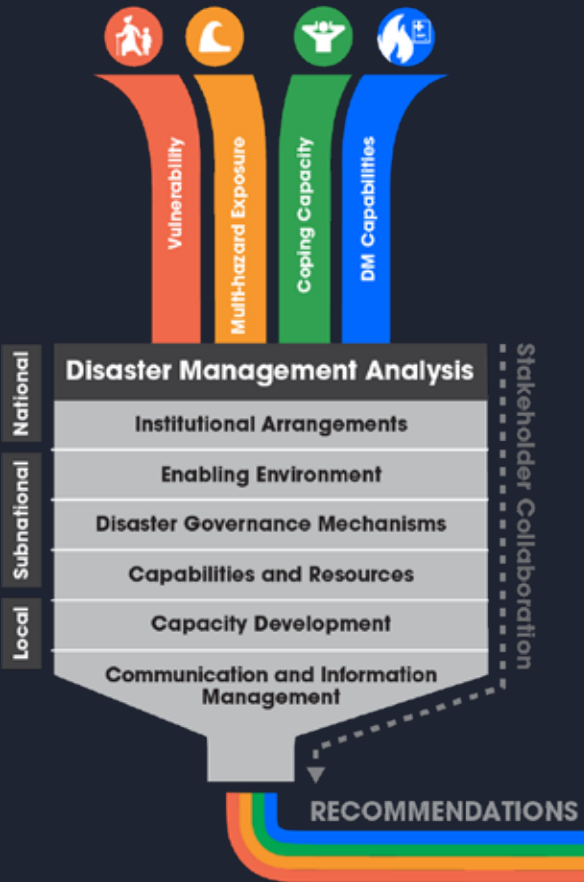 Vulnerability
Multi-hazard Exposure
Coping Capacity
DM Capabilities
National
Subnational
Local
Disaster Management Analysis
Institutional Arrangements
Enabling Environment
Disaster Governance Mechanisms
Capabilities and Resources
Capacity Development
Communication and Information
Management
Stakeholder Collaboration
RECOMMENDATIONS